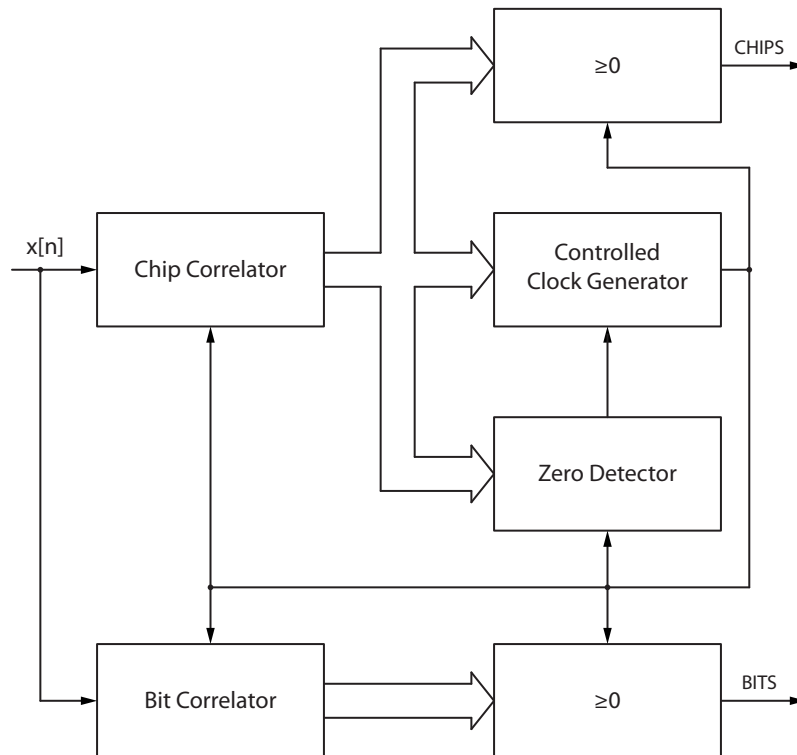 ≥0
CHIPS
x[n]
Chip Correlator
Controlled
Clock Generator
Zero Detector
Bit Correlator
≥0
BITS